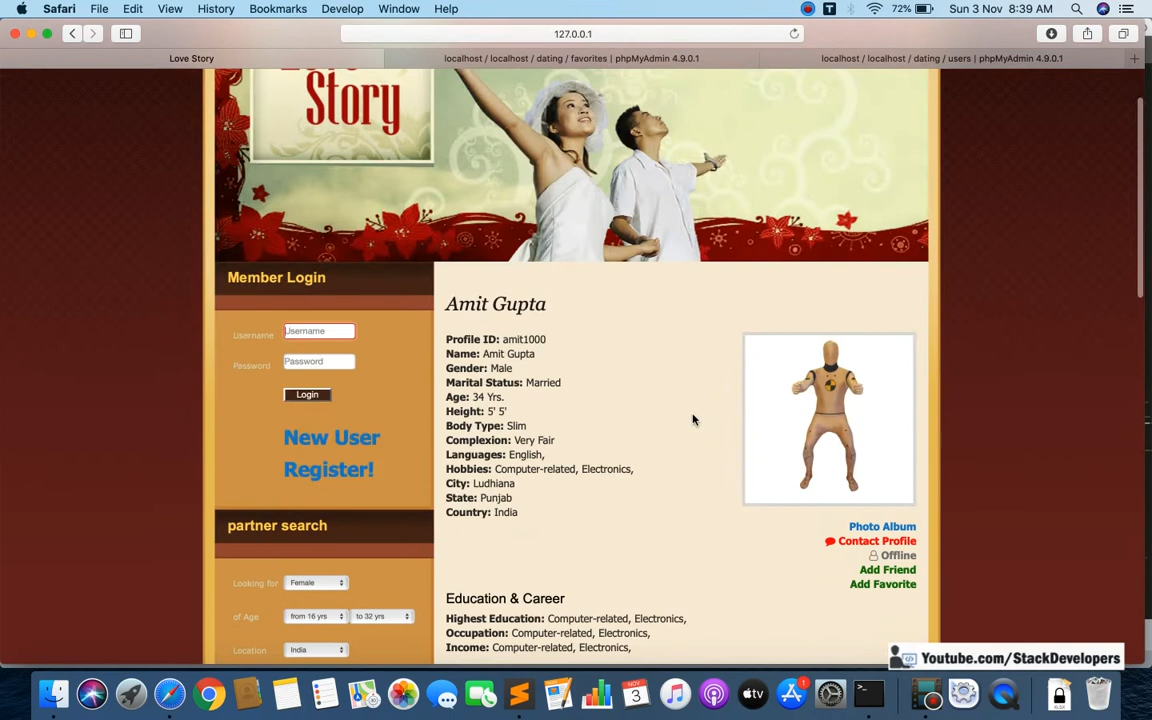 Safari File Edit View History Bookmarks Develop Window Help 72% Sun 3 Nov 8:39 AM
127.0.0.1
Love Story localhost / localhost / dating / favorites | phpMyAdmin 4.9.0.1 localhost / localhost / dating / users | phpMyAdmin 4.9.0.1
Story
Member Login
Username Username
Password Password
Login
New User
Register!
partner search
Looking for Female
of Age from 16 yrs to 32 yrs
Location India
Amit Gupta
Profile ID: amit1000
Name: Amit Gupta
Gender: Male
Marital Status: Married
Age: 34 Yrs.
Height: 5' 5'
Body Type: Slim
Complexion: Very Fair
Languages: English,
Hobbies: Computer-related, Electronics,
City: Ludhiana
State: Punjab
Country: India
Photo Album
Contact Profile
Offline
Add Friend
Add Favorite
Education & Career
Highest Education: Computer-related, Electronics,
Occupation: Computer-related, Electronics,
Income: Computer-related, Electronics,
Youtube.com/StackDevelopers